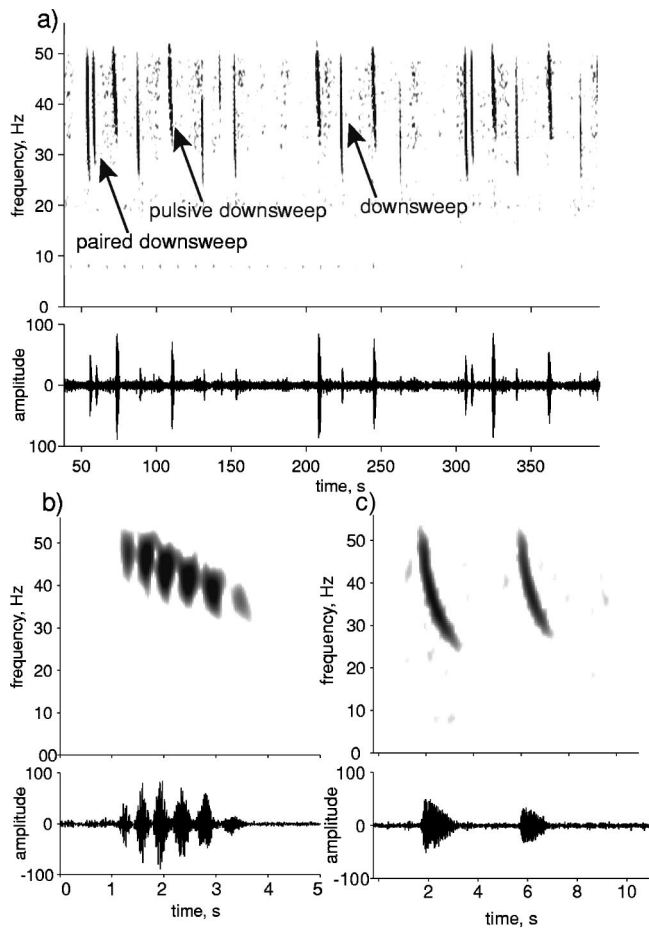 a)
50
40
30
20
10
0
frequency, Hz
paired downsweep
pulsive downsweep
downsweep
100
0
100
amplitude
50 100 150 200 250 300 350
time, s
b)
50
40
30
20
10
00
frequency, Hz
100
0
-100
amplitude
0 1 2 3 4 5
time, s
c)
50
40
30
20
10
0
frequency, Hz
100
0
-100
amplitude
2 4 6 8 10
time, s